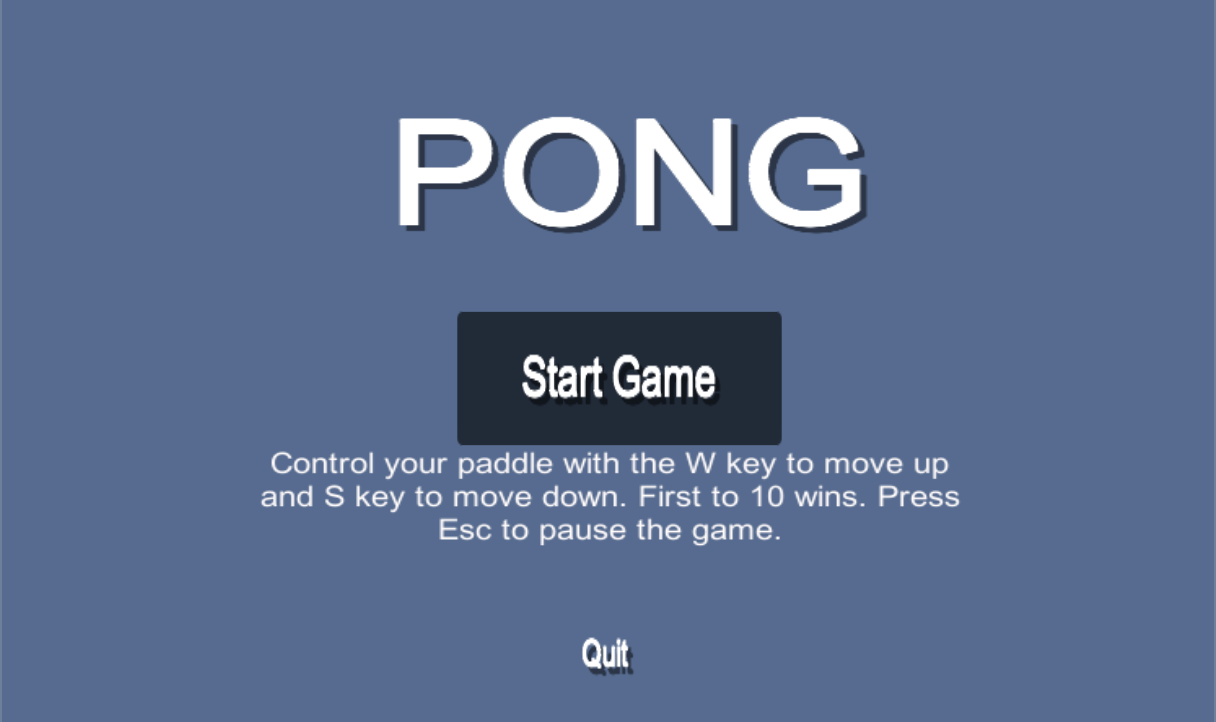 PONG
Start Game
Control your paddle with the W key to move up
and S key to move down. First to 10 wins. Press
Esc to pause the game.
Quit